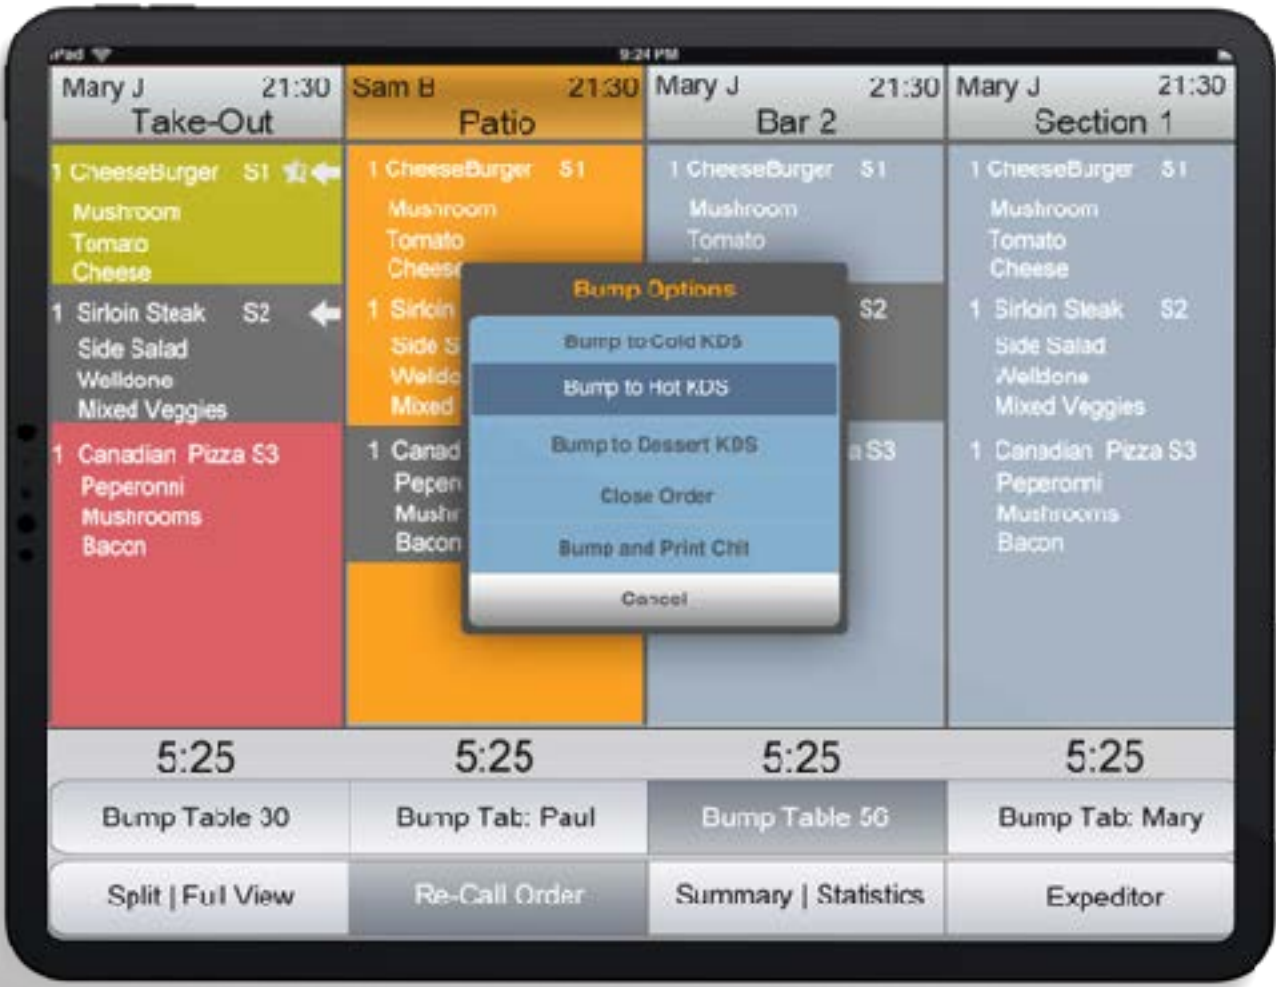 iPad 9:24 PM
Mary J 21:30
Take-Out
Sam B 21:30
Patio
Mary J 21:30
Bar 2
Mary J 21:30
Section 1
1 CheeseBurger S1
Mushroom
Tomato
Cheese
1 Sirloin Steak S2
Side Salad
Welldone
Mixed Veggies
1 Canadian Pizza S3
Peperonni
Mushrooms
Bacon
1 CheeseBurger S1
Mushroom
Tomato
Cheese
1 Sirloin
Side S
Welldo
Mixed
1 Canad
Pepen
Mushr
Bacon
1 CheeseBurger S1
Mushroom
Tomato
S2
a S3
1 CheeseBurger S1
Mushroom
Tomato
Cheese
1 Sirloin Steak S2
Side Salad
Welldone
Mixed Veggies
1 Canadian Pizza S3
Peperonni
Mushrooms
Bacon
Bump Options
Bump to Cold KDS
Bump to Hot KDS
Bump to Dessert KDS
Close Order
Bump and Print Chit
Cancel
5:25 5:25 5:25 5:25
Bump Table 30 Bump Tab: Paul Bump Table 56 Bump Tab: Mary
Split | Full View Re-Call Order Summary | Statistics Expeditor